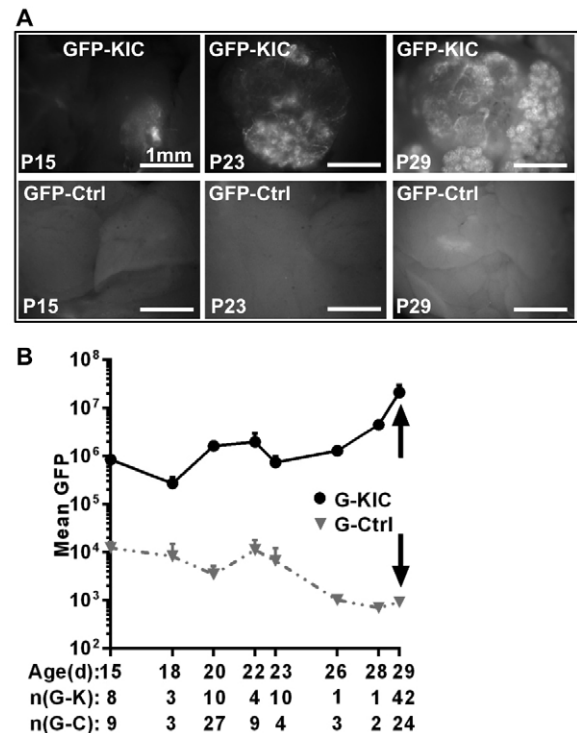 A
GFP-KIC GFP-KIC GFP-KIC
P15 1mm P23 P29
GFP-Ctrl GFP-Ctrl GFP-Ctrl
P15 P23 P29
B
Mean GFP
10^8
10^7
10^6
10^5
10^4
10^3
10^2
G-KIC
G-Ctrl
Age(d): 15 18 20 22 23 26 28 29
n(G-K): 8 3 10 4 10 1 1 42
n(G-C): 9 3 27 9 4 3 2 24